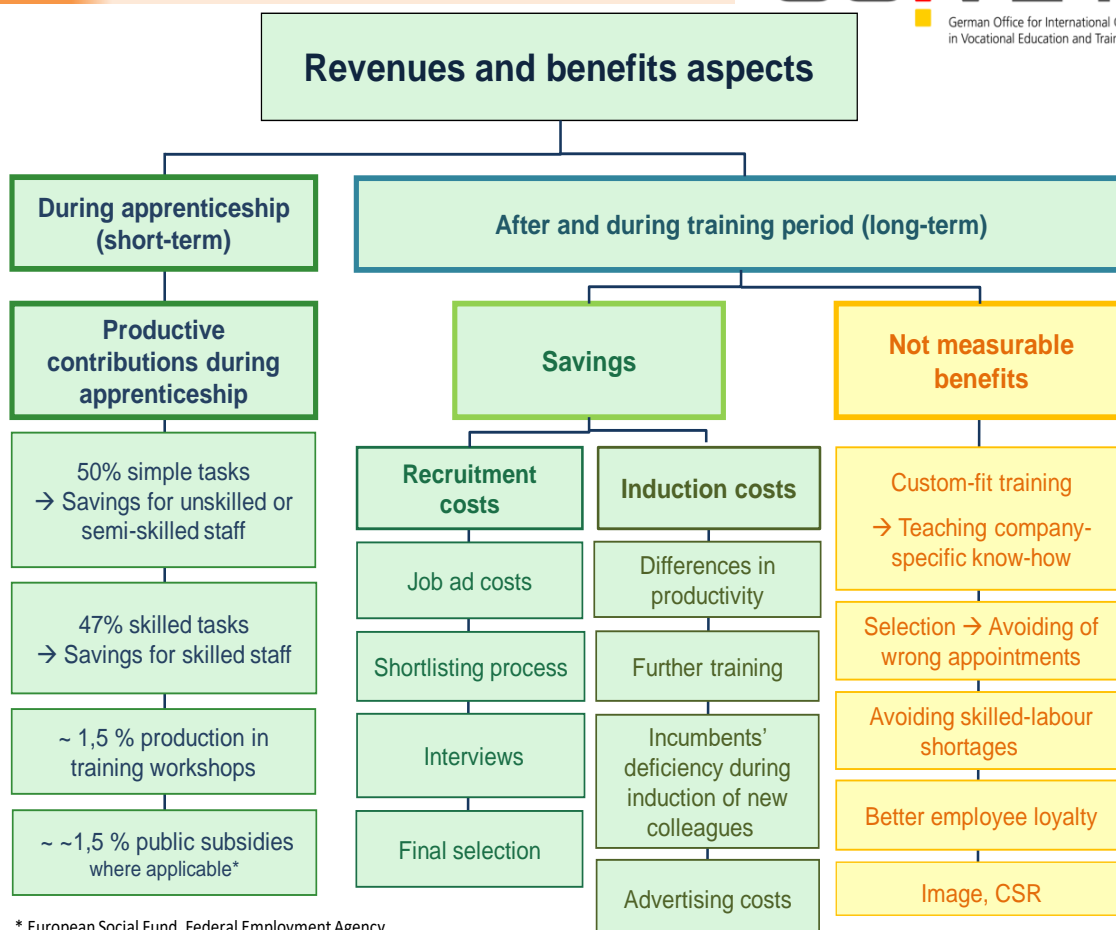 German Office for International
in Vocational Education and
Revenues and benefits aspects
During apprenticeship
(short-term)
After and during training period (long-term)
Productive
contributions during
apprenticeship
Savings
Not measurable
benefits
50% simple tasks
→ Savings for unskilled or
semi-skilled staff
47% skilled tasks
→ Savings for skilled staff
~ 1,5 % production in
training workshops
~ ~1,5 % public subsidies
where applicable*
Recruitment
costs
Job ad costs
Shortlisting process
Interviews
Final selection
Induction costs
Differences in
productivity
Further training
Incumbents'
deficiency during
induction of new
colleagues
Advertising costs
Custom-fit training
→ Teaching company-
specific know-how
Selection → Avoiding of
wrong appointments
Avoiding skilled-labour
shortages
Better employee loyalty
Image, CSR
* European Social Fund, Federal Employment Agency